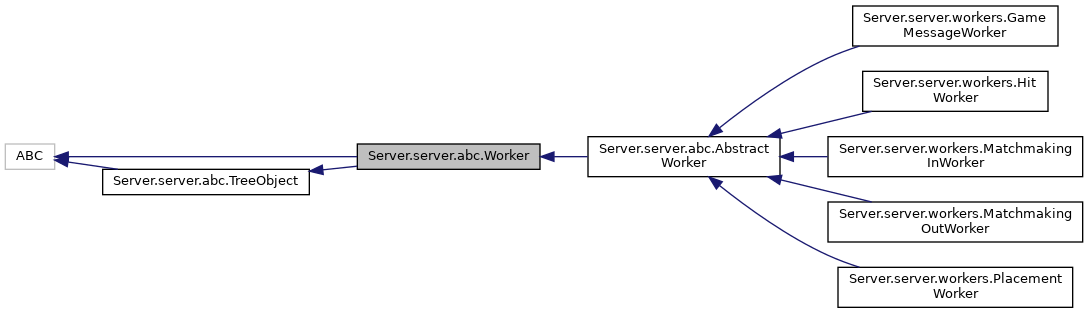 Server.server.workers.Game
MessageWorker
Server.server.workers.Hit
Worker
ABC
Server.server.abc.Worker
Server.server.abc.Abstract
Worker
Server.server.workers.Matchmaking
InWorker
Server.server.abc.TreeObject
Server.server.workers.Matchmaking
OutWorker
Server.server.workers.Placement
Worker